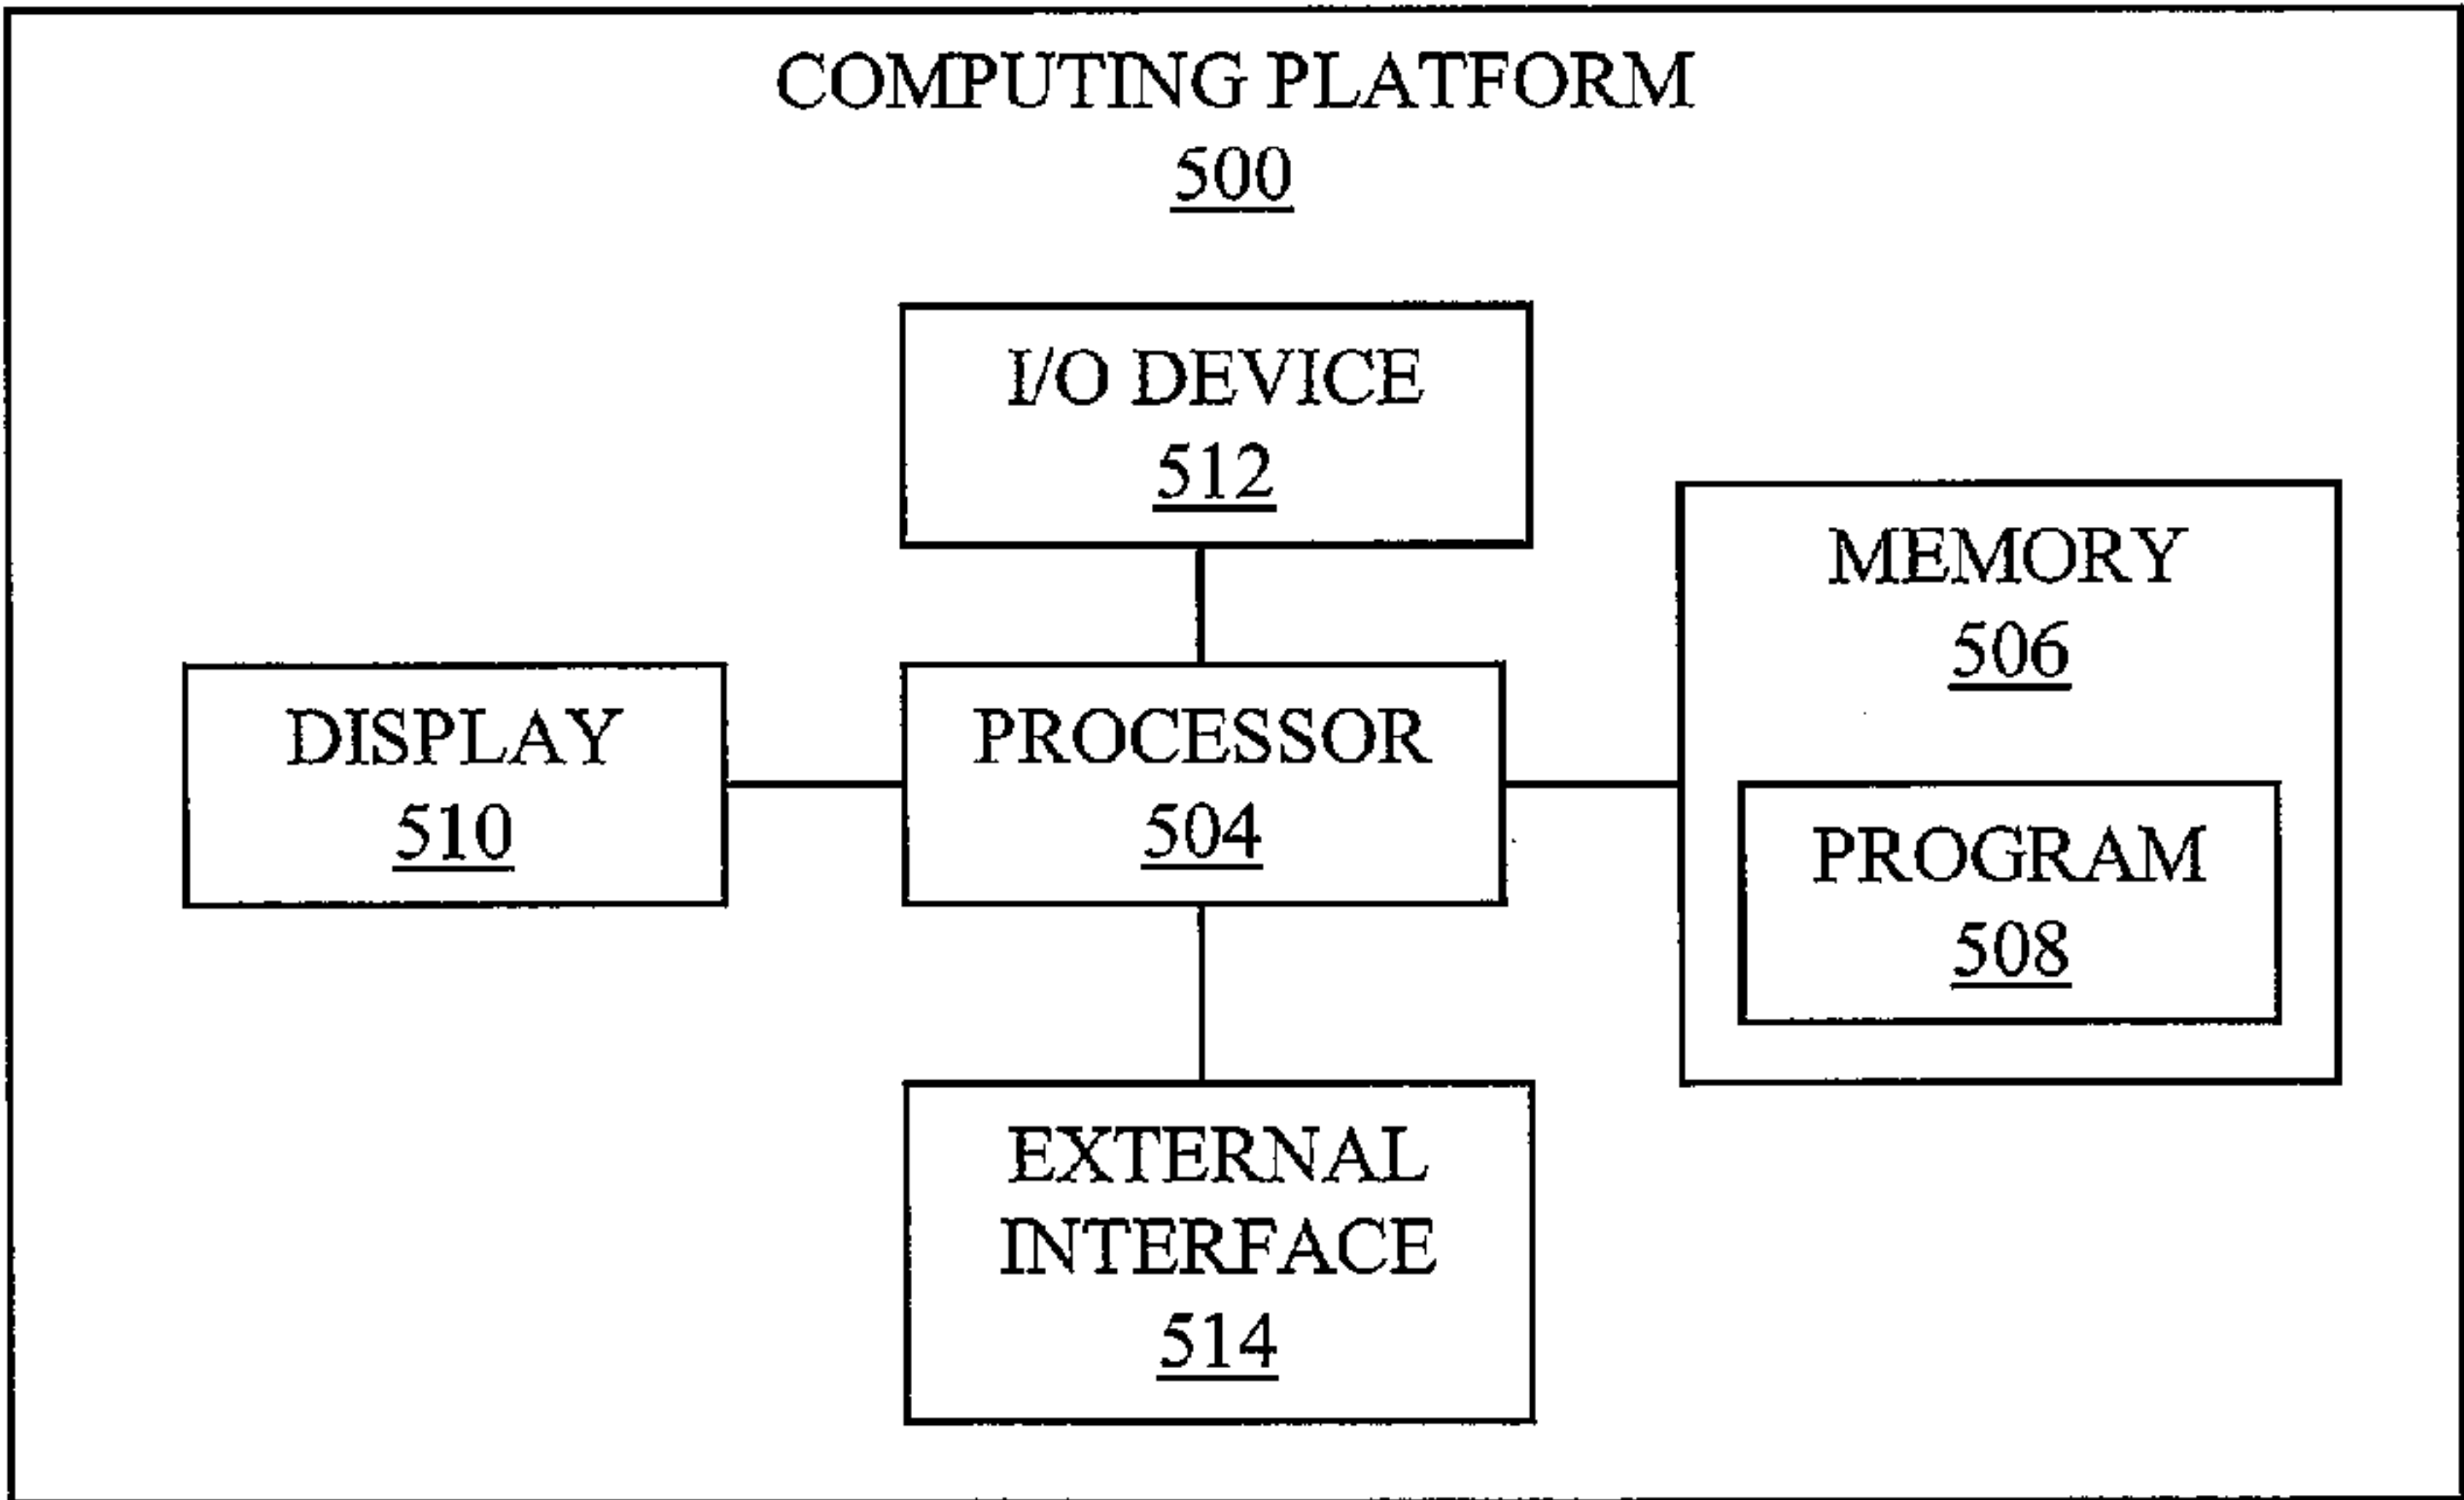 COMPUTING PLATFORM
500
I/O DEVICE
512
MEMORY
506
DISPLAY
510
PROCESSOR
504
PROGRAM
508
EXTERNAL
INTERFACE
514